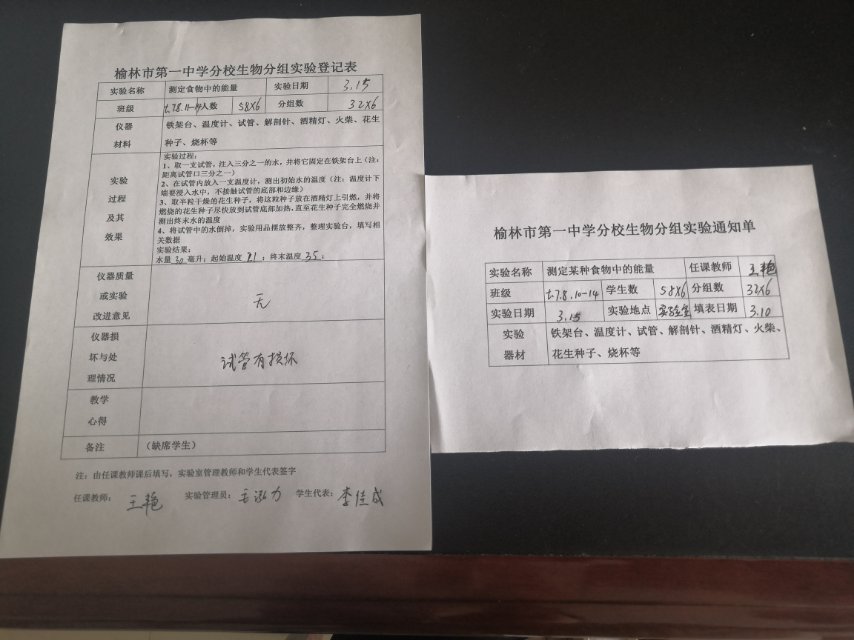 榆林市第一中学分校生物分组实验登记表
实验名称 测定食物中的能量 实验日期 3.15
班级 七.7.8.11-14 人数 58X6 分组数 32X6
仪器 铁架台、温度计、试管、解剖针、酒精灯、火柴、花生
材料 种子、烧杯等
实验过程:
1、取一支试管,注入三分之一的水,并将它固定在铁架台上(注:
距离试管口三分之一)
实验 2、在试管内放入一支温度计,测出初始水的温度(注:温度计下
端要浸入水中,不接触试管的底部和边缘)
过程 3、取半粒干燥的花生种子,将这粒种子放在酒精灯上引燃,并将
及其 燃烧的花生种子尽快放到试管底部加热,直至花生种子完全燃烧并
测出终末水的温度
效果 4、将试管中的水倒掉,实验用品摆放整齐,整理实验台,填写相
关数据
实验结果:
水量 30 毫升;起始温度 21 ;终末温度 35 ;
仪器质量
或实验 无
改进意见
仪器损
坏与处 试管有损坏
理情况
教学
心得
备注 (缺席学生)
注:由任课教师课后填写,实验室管理教师和学生代表签字
任课教师: 王艳 实验管理员: 学生代表: 李佳成
榆林市第一中学分校生物分组实验通知单
实验名称 测定某种食物中的能量 任课教师 王艳
班级 七.7.8.10-14 学生数 58X6 分组数 32X6
实验日期 3.15 实验地点 实验室 填表日期 3.10
实验 铁架台、温度计、试管、解剖针、酒精灯、火柴、
器材 花生种子、烧杯等